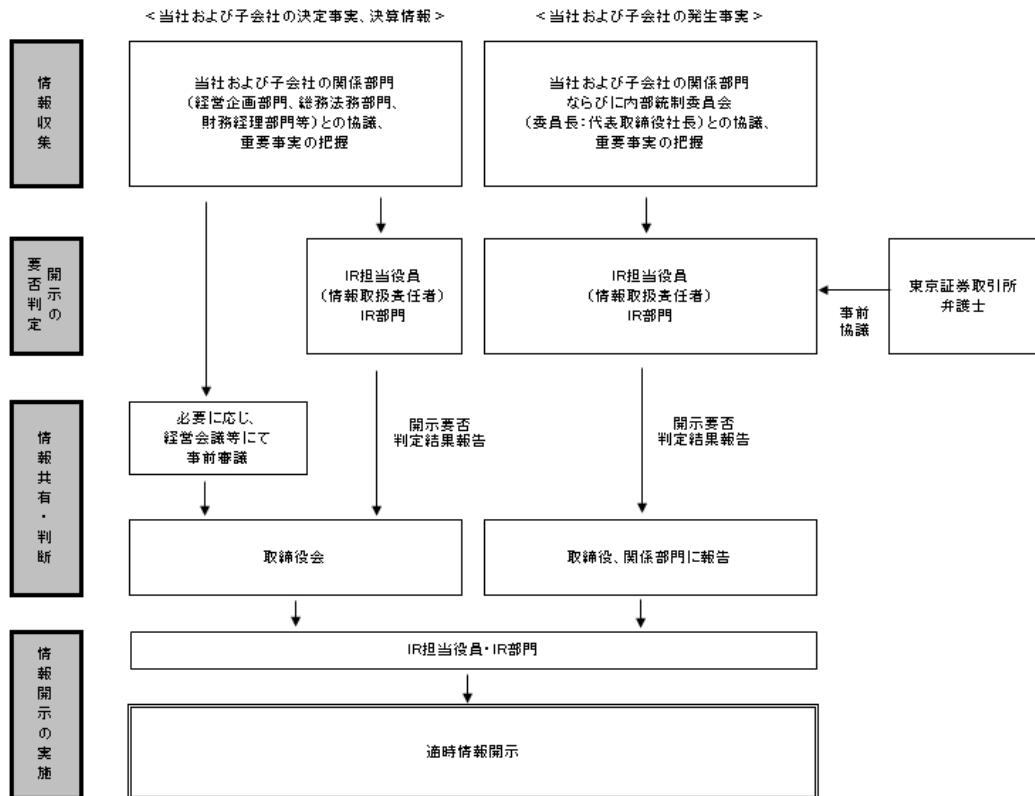 ＜当社および子会社の決定事実、決算情報＞
＜当社および子会社の発生事実＞
情報収集
当社および子会社の関係部門
（経営企画部門、総務法務部門、
財務経理部門等）との協議、
重要事実の把握
当社および子会社の関係部門
ならびに内部統制委員会
（委員長：代表取締役社長）との協議、
重要事実の把握
開示の
要否判定
IR担当役員
（情報取扱責任者）
IR部門
IR担当役員
（情報取扱責任者）
IR部門
事前
協議
東京証券取引所
弁護士
情報共有・判断
必要に応じ、
経営会議等にて
事前審議
開示要否
判定結果報告
開示要否
判定結果報告
取締役会
取締役、関係部門に報告
情報開示の実施
IR担当役員・IR部門
適時情報開示